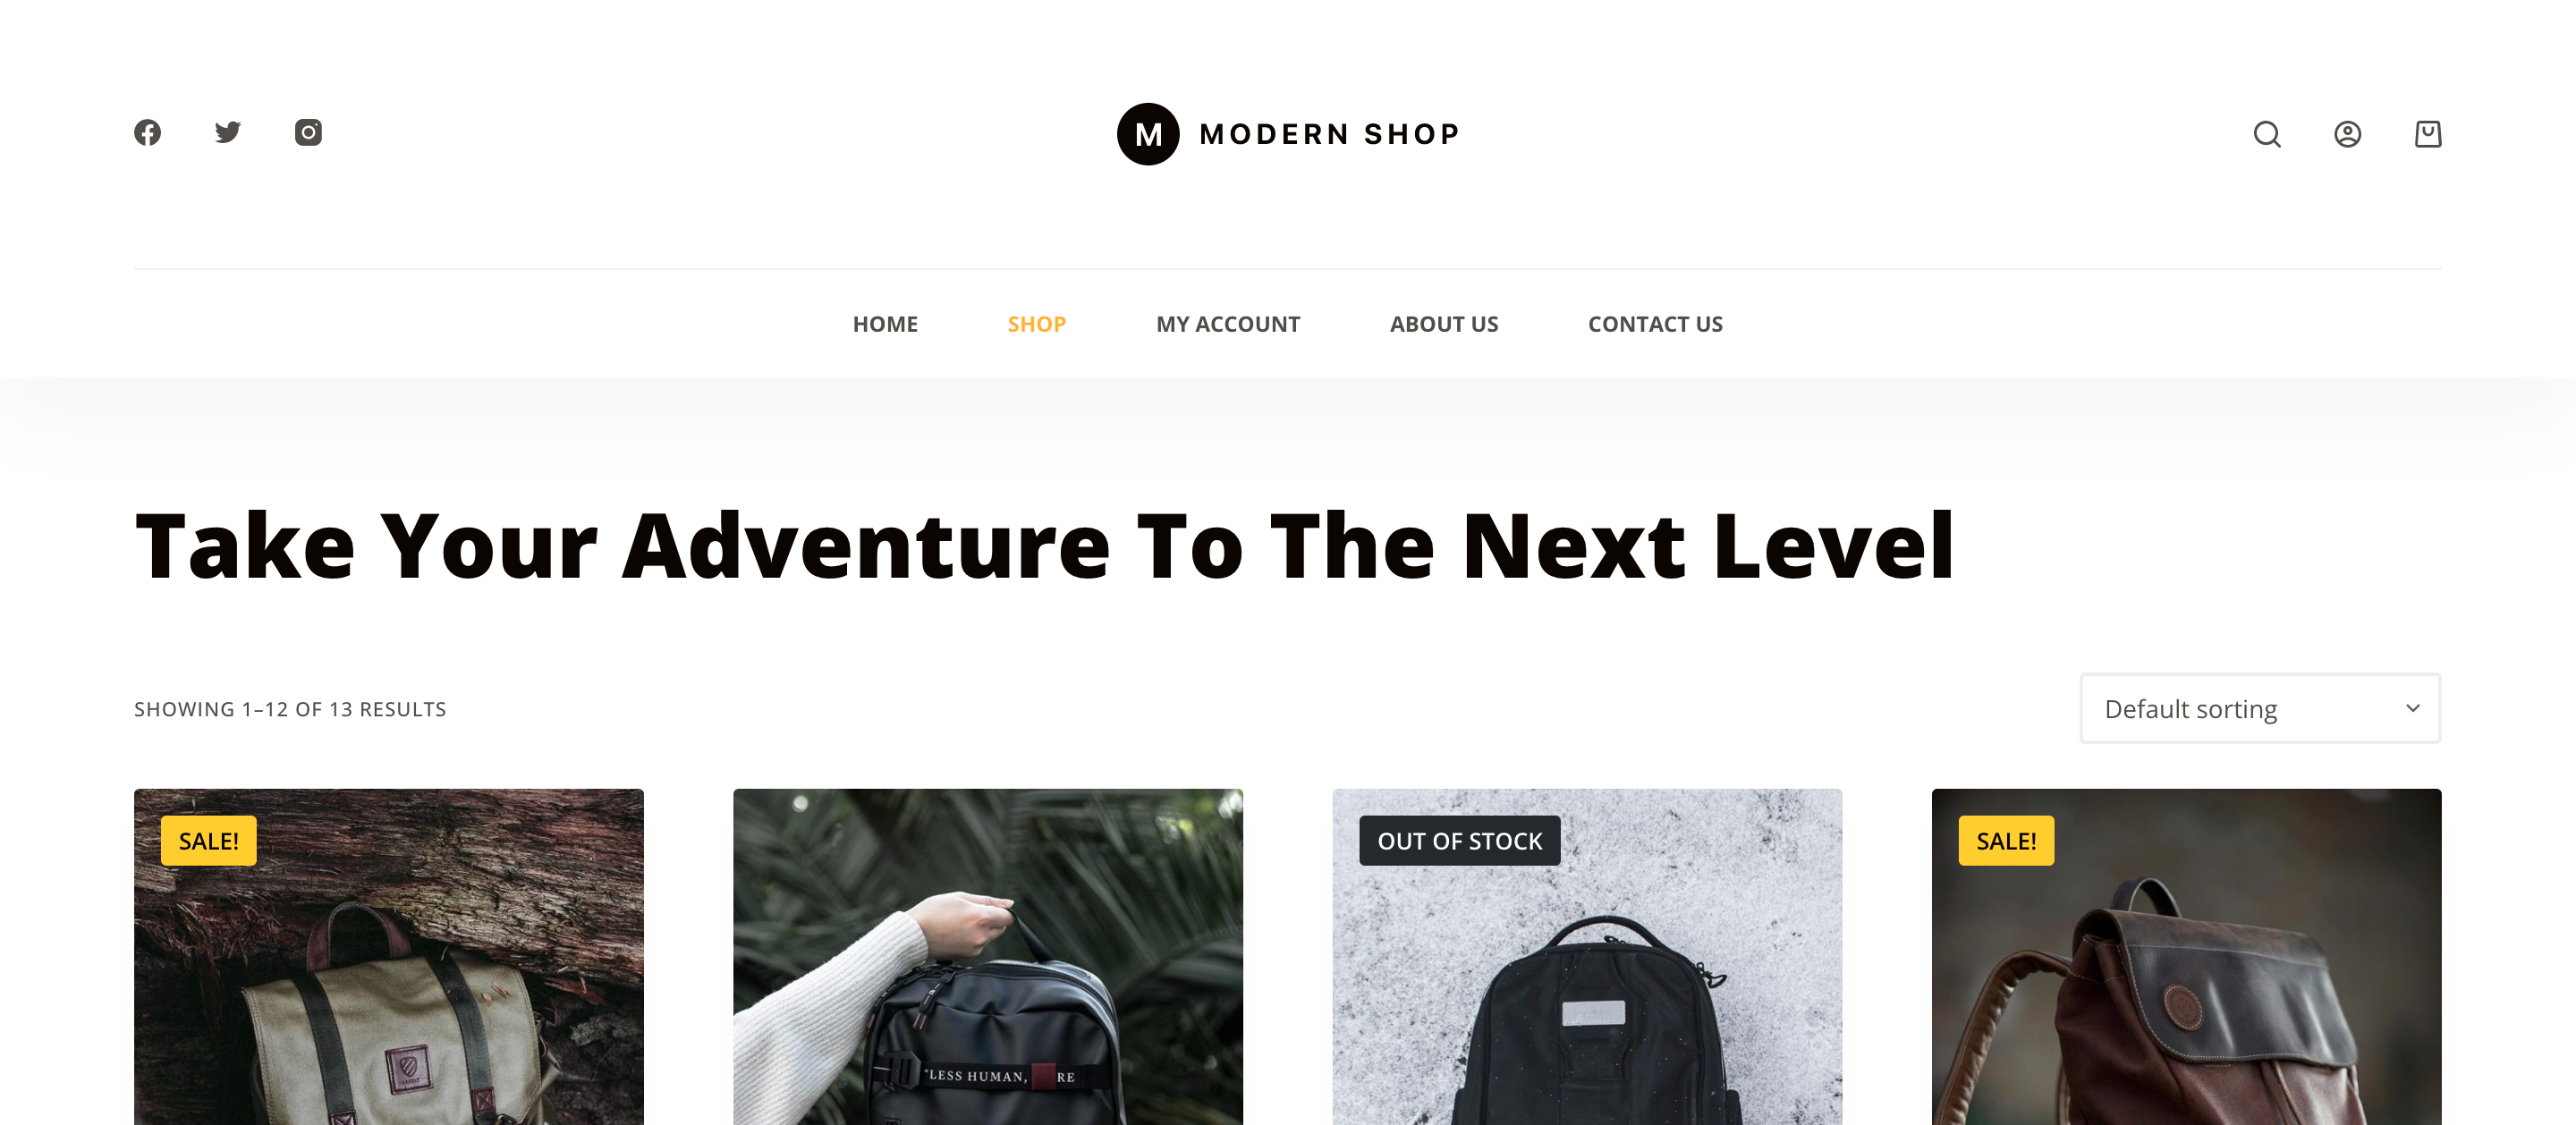 M MODERN SHOP
HOME SHOP MY ACCOUNT ABOUT US CONTACT US
Take Your Adventure To The Next Level
SHOWING 1–12 OF 13 RESULTS
Default sorting
SALE!
OUT OF STOCK
SALE!
"LESS HUMAN, RE